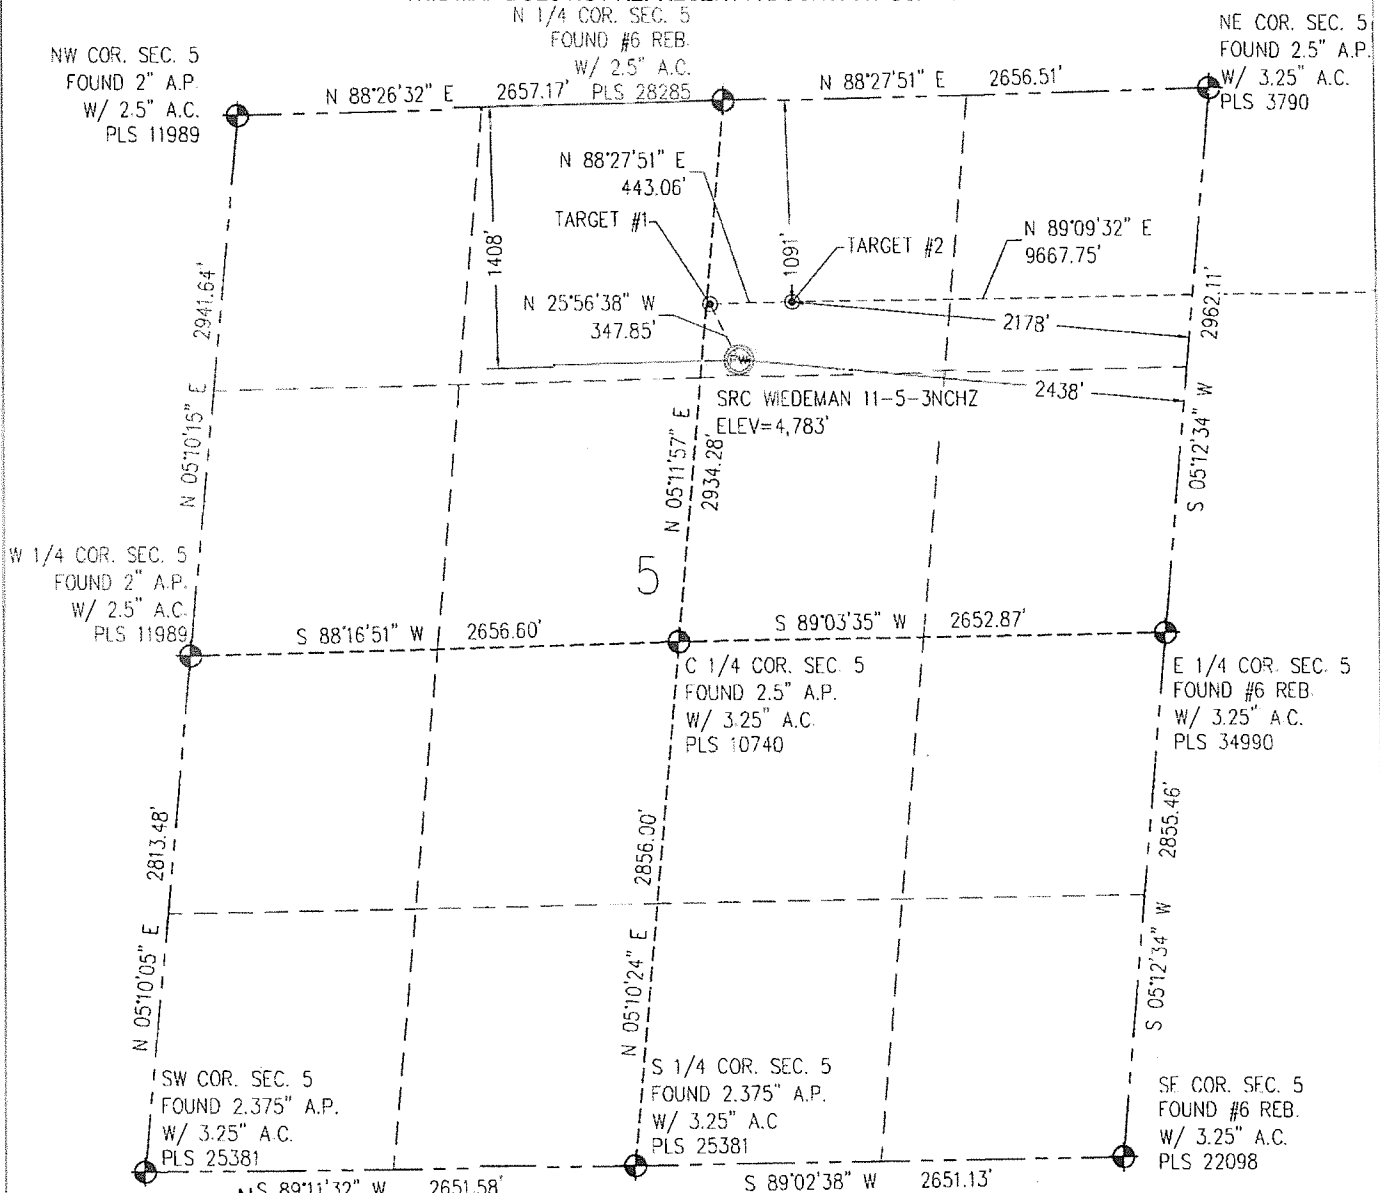 N 1/4 COR. SEC. 5
FOUND #6 REB.
W/ 2.5" A.C.
PLS 28285
NE COR. SEC. 5
FOUND 2.5" A.P.
W/ 3.25" A.C.
PLS 3790
NW COR. SEC. 5
FOUND 2" A.P.
W/ 2.5" A.C.
PLS 11989
N 88°26'32" E 2657.17'
N 88°27'51" E 2656.51'
N 88°27'51" E
443.06'
TARGET #1
1408'
1091'
TARGET #2
N 89°09'32" E
9667.75'
N 25°56'38" W
347.85'
2178'
2962.11'
2941.64'
2438'
SRC WIEDEMAN 11-5-3NCHZ
ELEV=4,783'
N 05°10'15" E
N 05°11'57" E
2934.28'
S 05°12'34" W
W 1/4 COR. SEC. 5
FOUND 2" A.P.
W/ 2.5" A.C.
PLS 11989
5
S 88°16'51" W 2656.60'
S 89°03'35" W 2652.87'
C 1/4 COR. SEC. 5
FOUND 2.5" A.P.
W/ 3.25" A.C.
PLS 10740
E 1/4 COR. SEC. 5
FOUND #6 REB.
W/ 3.25" A.C.
PLS 34990
2813.48'
2856.00'
2855.46'
N 05°10'05" E
N 05°10'24" E
S 05°12'34" W
SW COR. SEC. 5
FOUND 2.375" A.P.
W/ 3.25" A.C.
PLS 25381
S 1/4 COR. SEC. 5
FOUND 2.375" A.P.
W/ 3.25" A.C
PLS 25381
SE COR. SEC. 5
FOUND #6 REB.
W/ 3.25" A.C.
PLS 22098
S 89°11'32" W 2651.58'
S 89°02'38" W 2651.13'